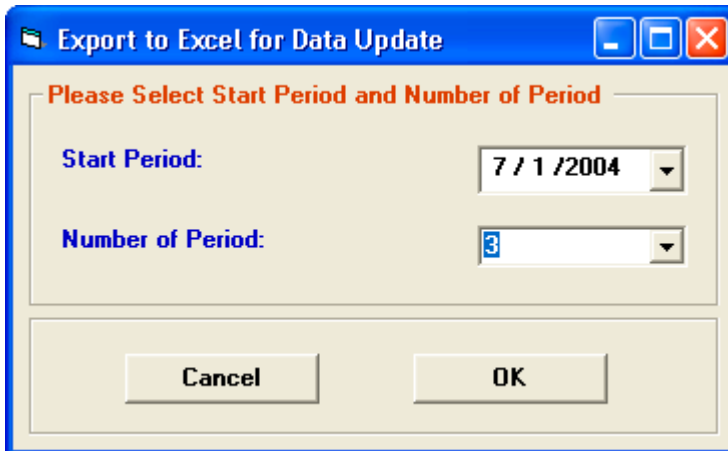 Export to Excel for Data Update
Please Select Start Period and Number of Period
Start Period:
7 / 1 /2004
Number of Period:
3
Cancel
OK